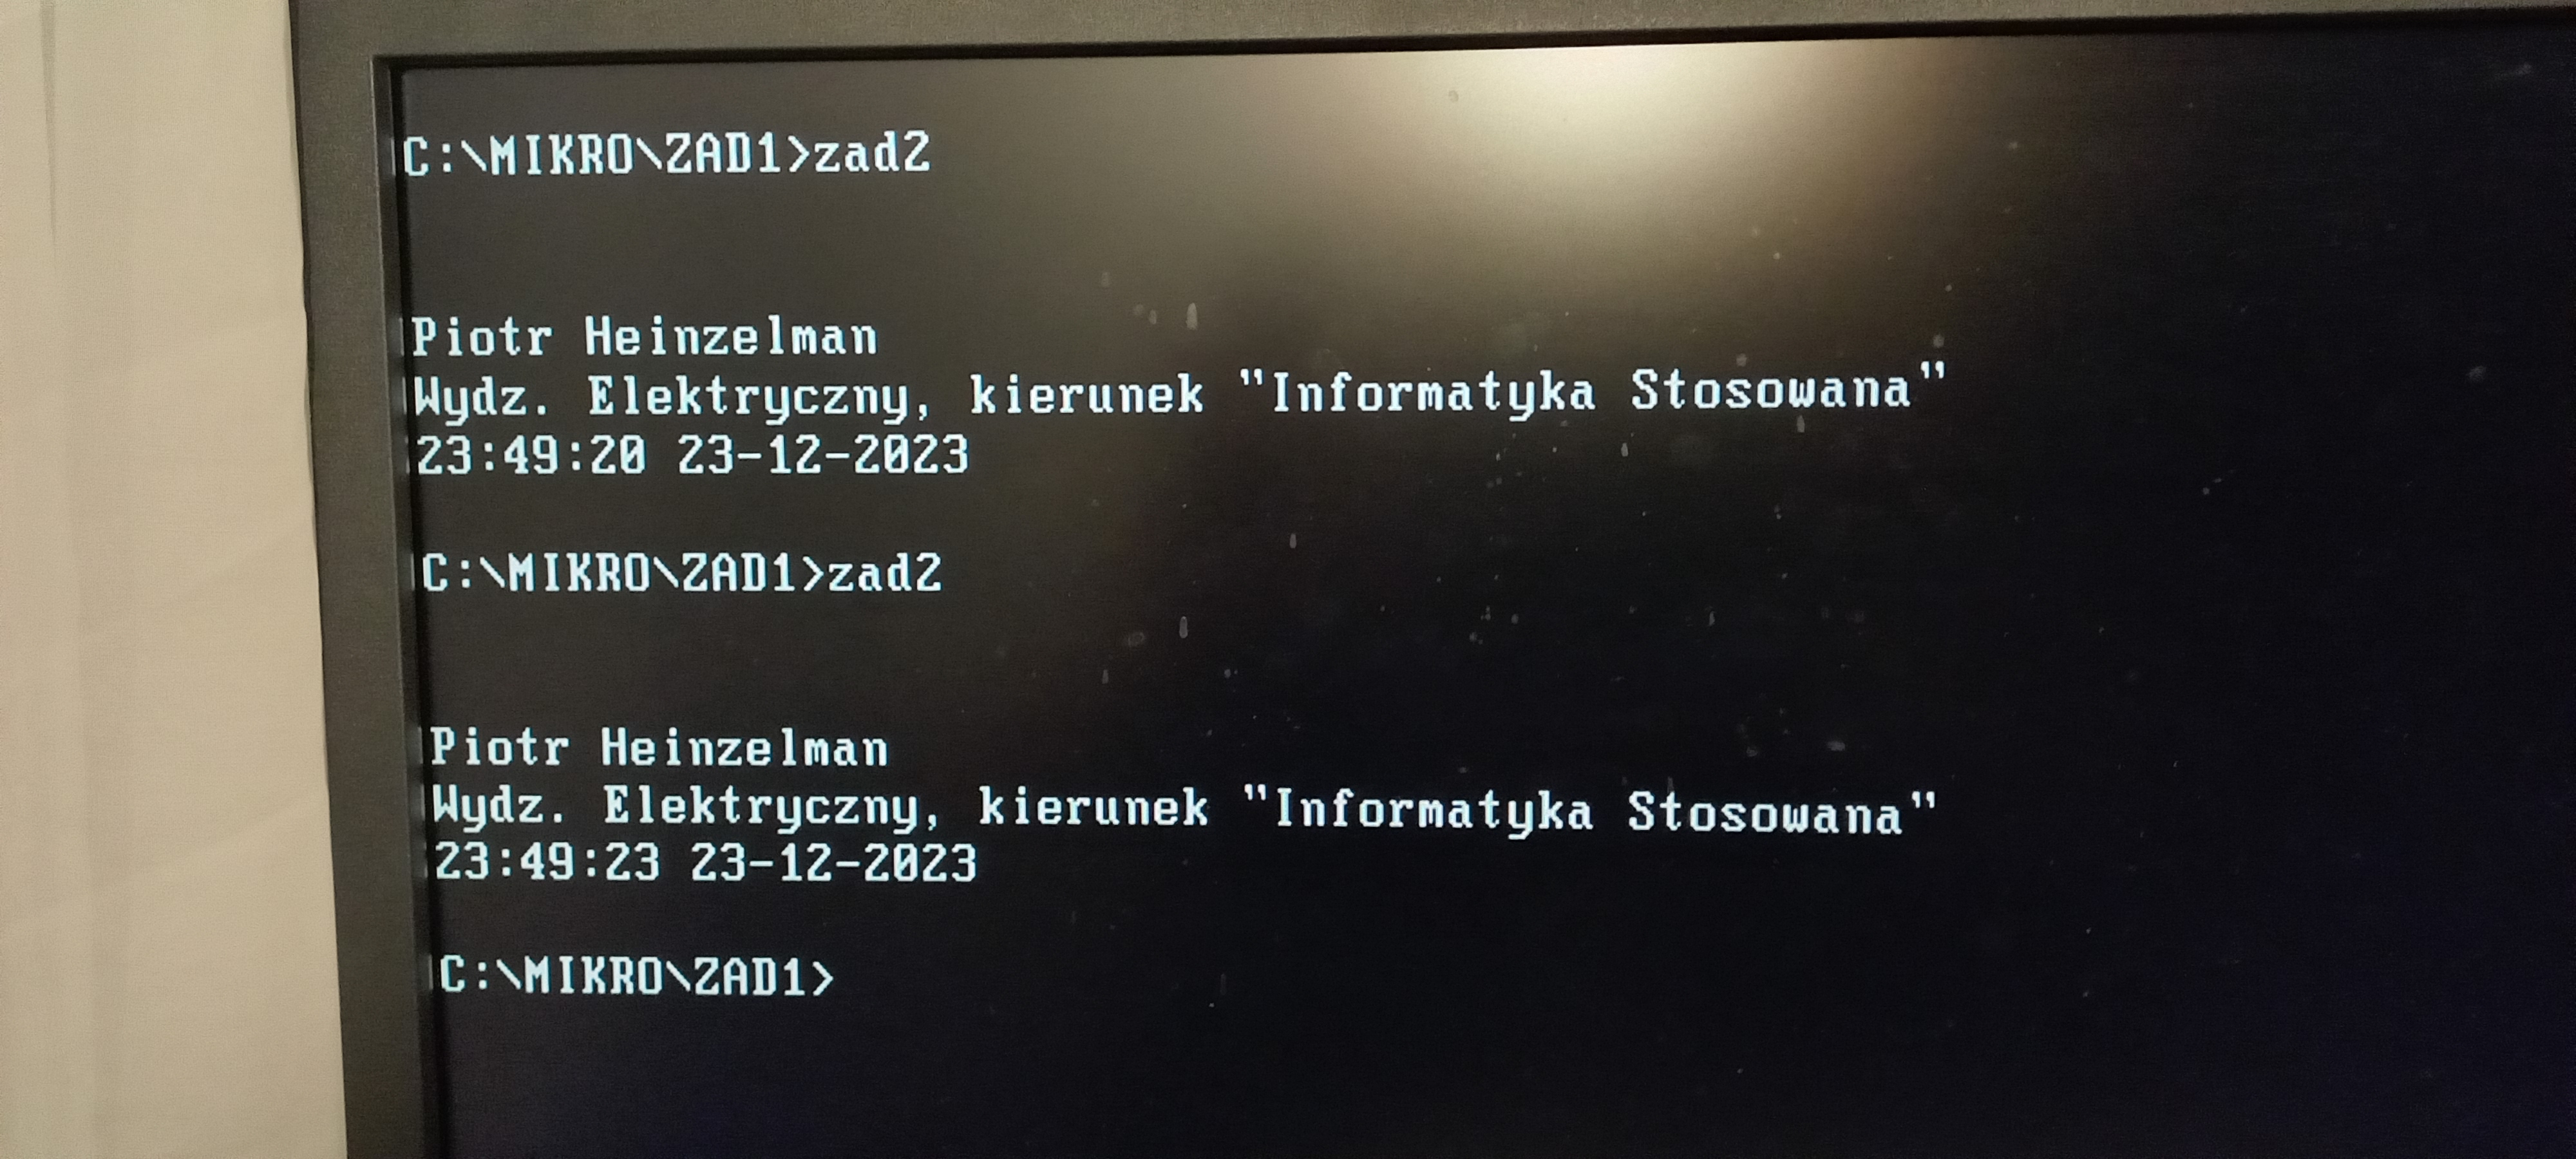 C:\MIKRO\ZAD1>zad2
Piotr Heinzelman
Wydz. Elektryczny, kierunek "Informatyka Stosowana"
23:49:20 23-12-2023
C:\MIKRO\ZAD1>zad2
Piotr Heinzelman
Wydz. Elektryczny, kierunek "Informatyka Stosowana"
23:49:23 23-12-2023
C:\MIKRO\ZAD1>